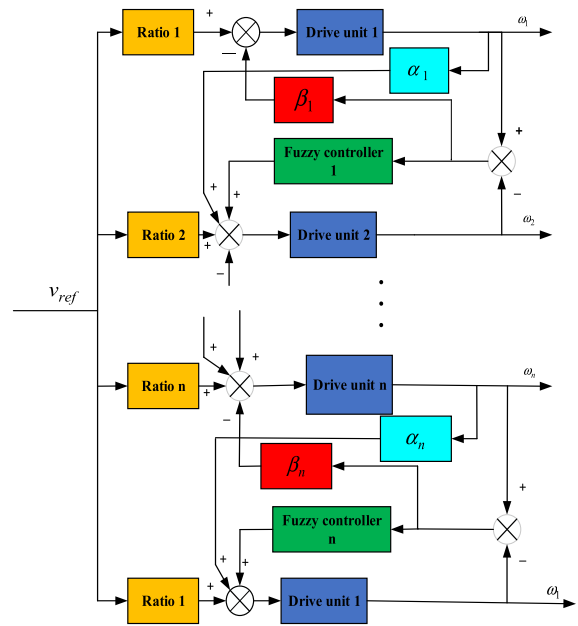 Ratio 1
+
Drive unit 1
ω₁
—
α₁
β₁
+
Fuzzy controller
1
+
+
−
Ratio 2
+
Drive unit 2
ω₂
−
v_ref
+
+
Ratio n
+
Drive unit n
ωₙ
−
αₙ
βₙ
+
Fuzzy controller
n
+
+
−
Ratio 1
+
Drive unit 1
ω₁